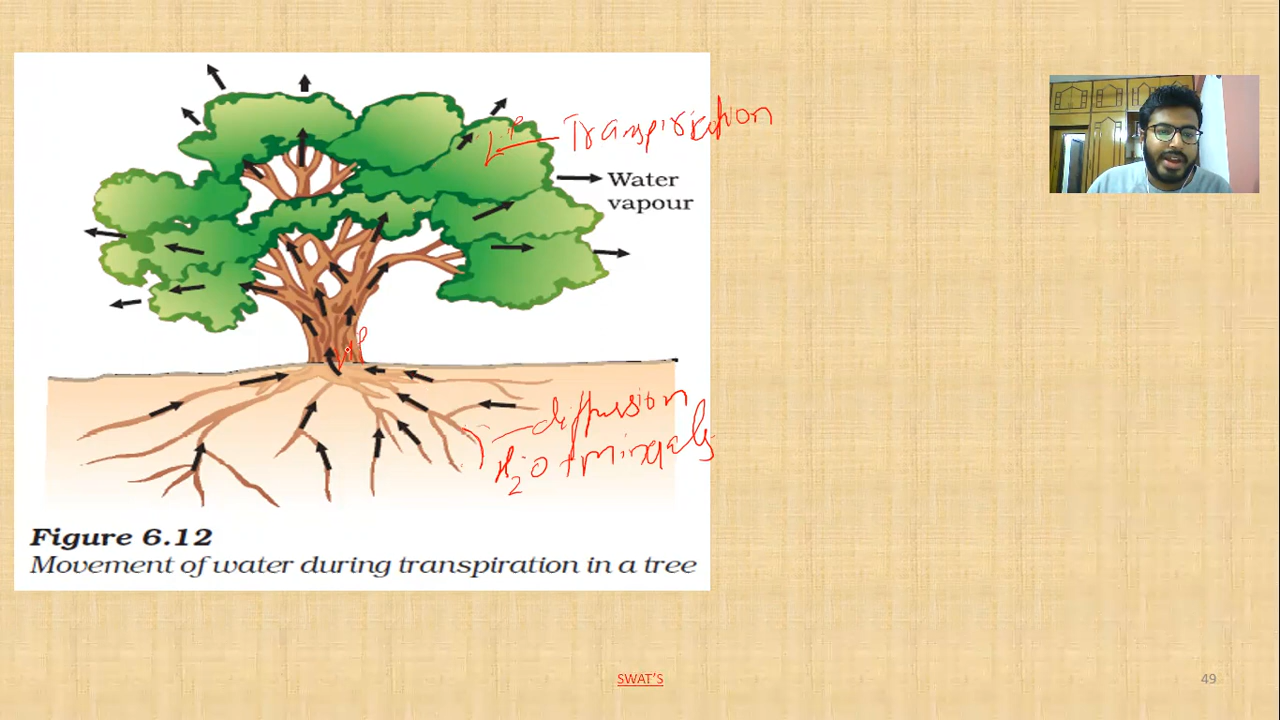 Transpiration
Water
vapour
diffusion
H2O + minerals
Figure 6.12
Movement of water during transpiration in a tree
SWAT'S
49